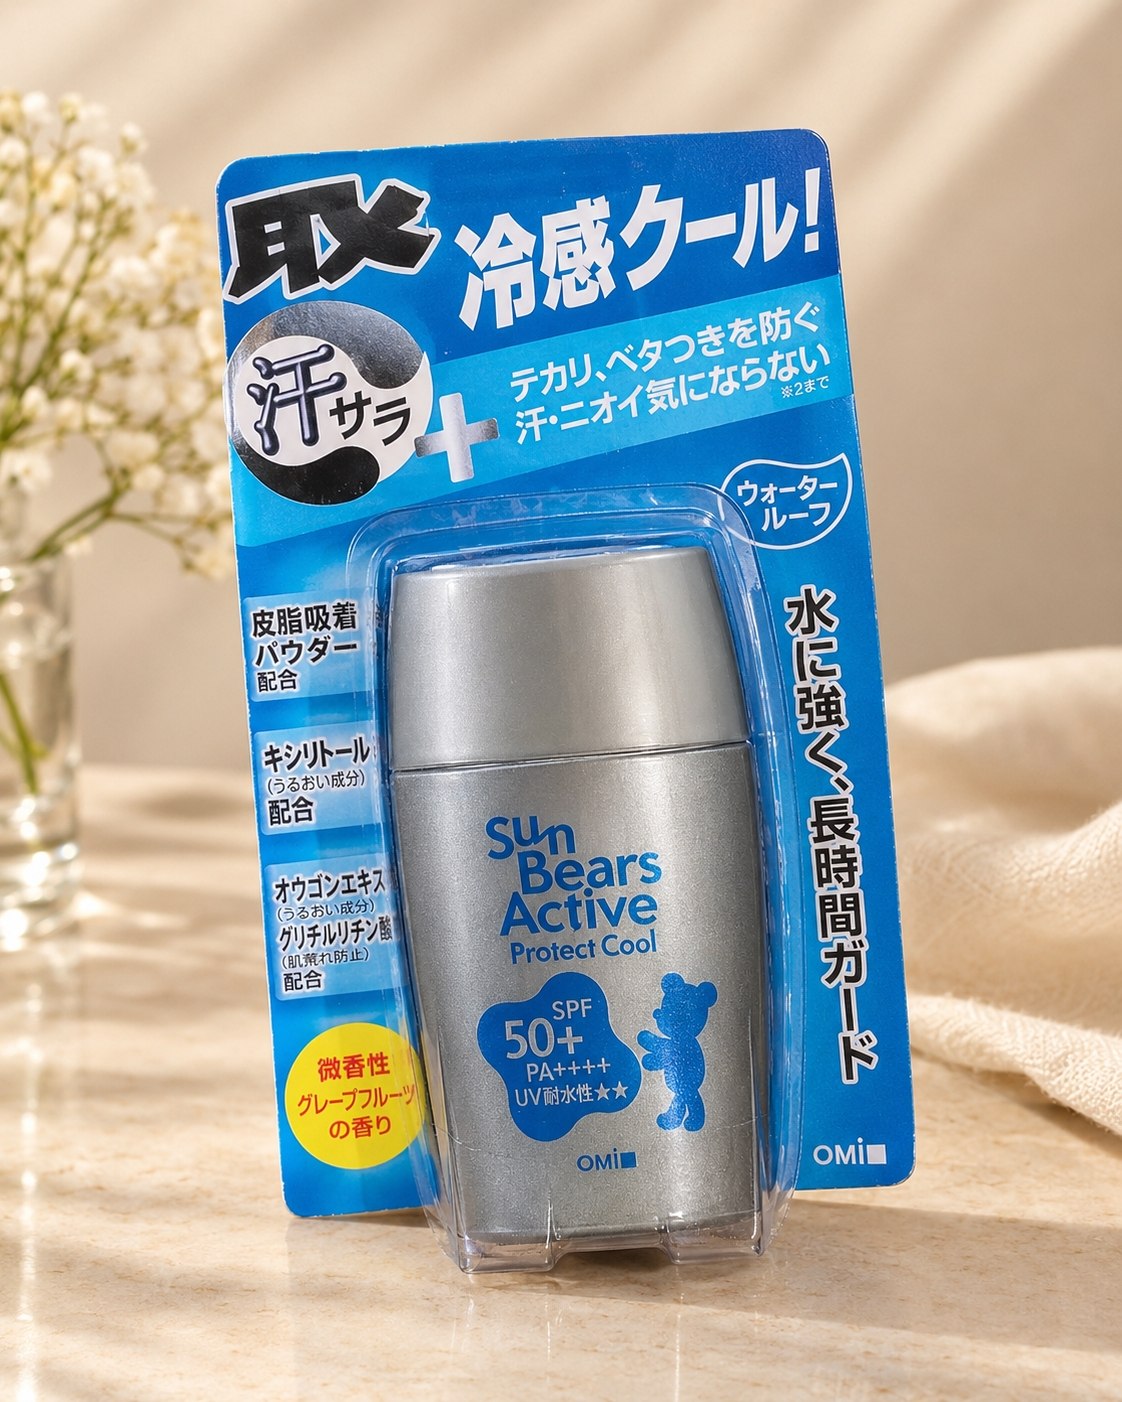 冷感クール!
汗サラ
+
テカリ、ベタつきを防ぐ
汗・ニオイ気にならない
※2まで
ウォーター
ループ
水に強く、長時間ガード
皮脂吸着
パウダー
配合
キシリトール
(うるおい成分)
配合
オウゴンエキス
(うるおい成分)
グリチルリチン酸
(肌荒れ防止)
配合
微香性
グレープフルーツ
の香り
Sun
Bears
Active
Protect Cool
SPF
50+
PA++++
UV耐水性★★
OMi
OMi